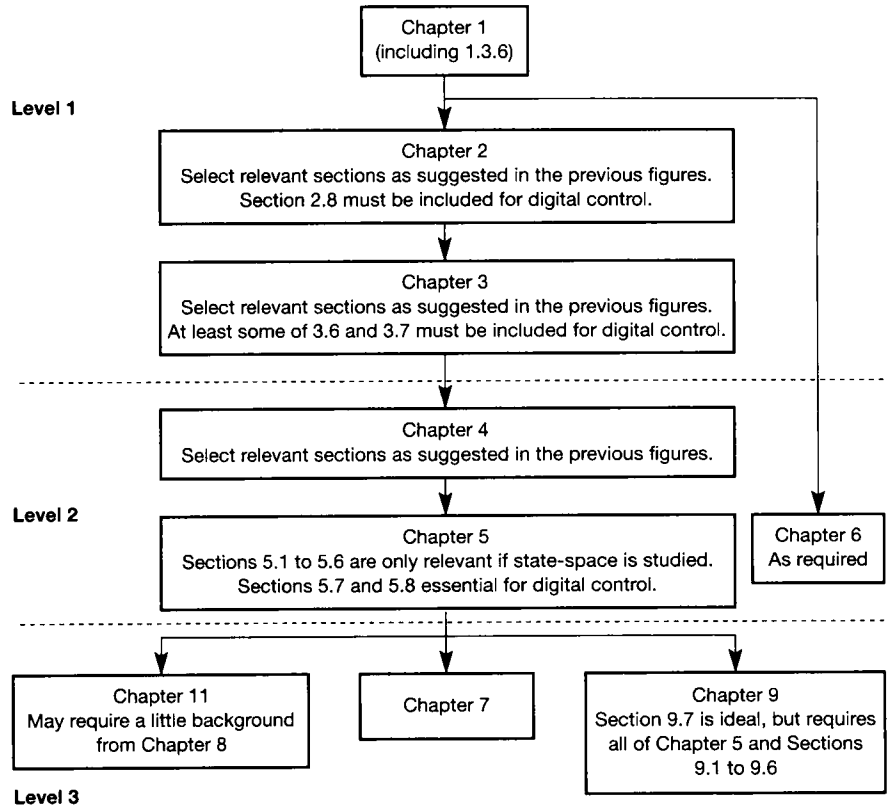 Chapter 1
(including 1.3.6)
Level 1
Chapter 2
Select relevant sections as suggested in the previous figures.
Section 2.8 must be included for digital control.
Chapter 3
Select relevant sections as suggested in the previous figures.
At least some of 3.6 and 3.7 must be included for digital control.
Chapter 4
Select relevant sections as suggested in the previous figures.
Level 2
Chapter 5
Sections 5.1 to 5.6 are only relevant if state-space is studied.
Sections 5.7 and 5.8 essential for digital control.
Chapter 6
As required
Chapter 11
May require a little background
from Chapter 8
Chapter 7
Chapter 9
Section 9.7 is ideal, but requires
all of Chapter 5 and Sections
9.1 to 9.6
Level 3